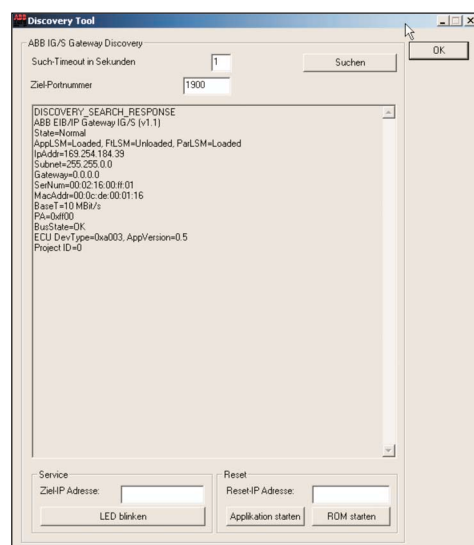 ABB Discovery Tool
OK
ABB IG/S Gateway Discovery
Such-Timeout in Sekunden 1 Suchen
Ziel-Portnummer 1900
DISCOVERY_SEARCH_RESPONSE
ABB EIB/IP Gateway IG/S (v1.1)
State=Normal
AppLSM=Loaded, FtLSM=Unloaded, ParLSM=Loaded
IpAddr=169.254.184.39
Subnet=255.255.0.0
Gateway=0.0.0.0
SerNum=00:02:16:00:ff:01
MacAddr=00:0c:de:00:01:16
BaseT=10 MBit/s
PA=0xff00
BusState=OK
ECU DevType=0xa003, AppVersion=0.5
Project ID=0
Service
Ziel-IP Adresse:
LED blinken
Reset
Reset-IP Adresse:
Applikation starten ROM starten